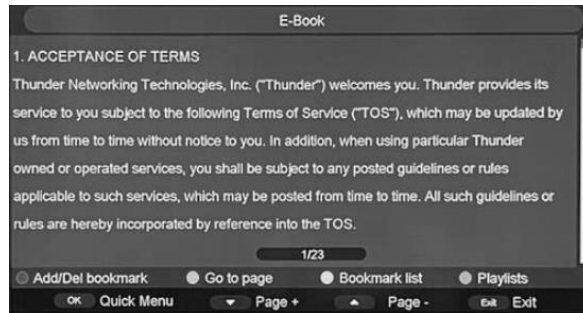 E-Book
1. ACCEPTANCE OF TERMS
Thunder Networking Technologies, Inc. ("Thunder") welcomes you. Thunder provides its
service to you subject to the following Terms of Service ("TOS"), which may be updated by
us from time to time without notice to you. In addition, when using particular Thunder
owned or operated services, you shall be subject to any posted guidelines or rules
applicable to such services, which may be posted from time to time. All such guidelines or
rules are hereby incorporated by reference into the TOS.
1/23
Add/Del bookmark Go to page Bookmark list Playlists
OK Quick Menu Page + Page - Exit Exit